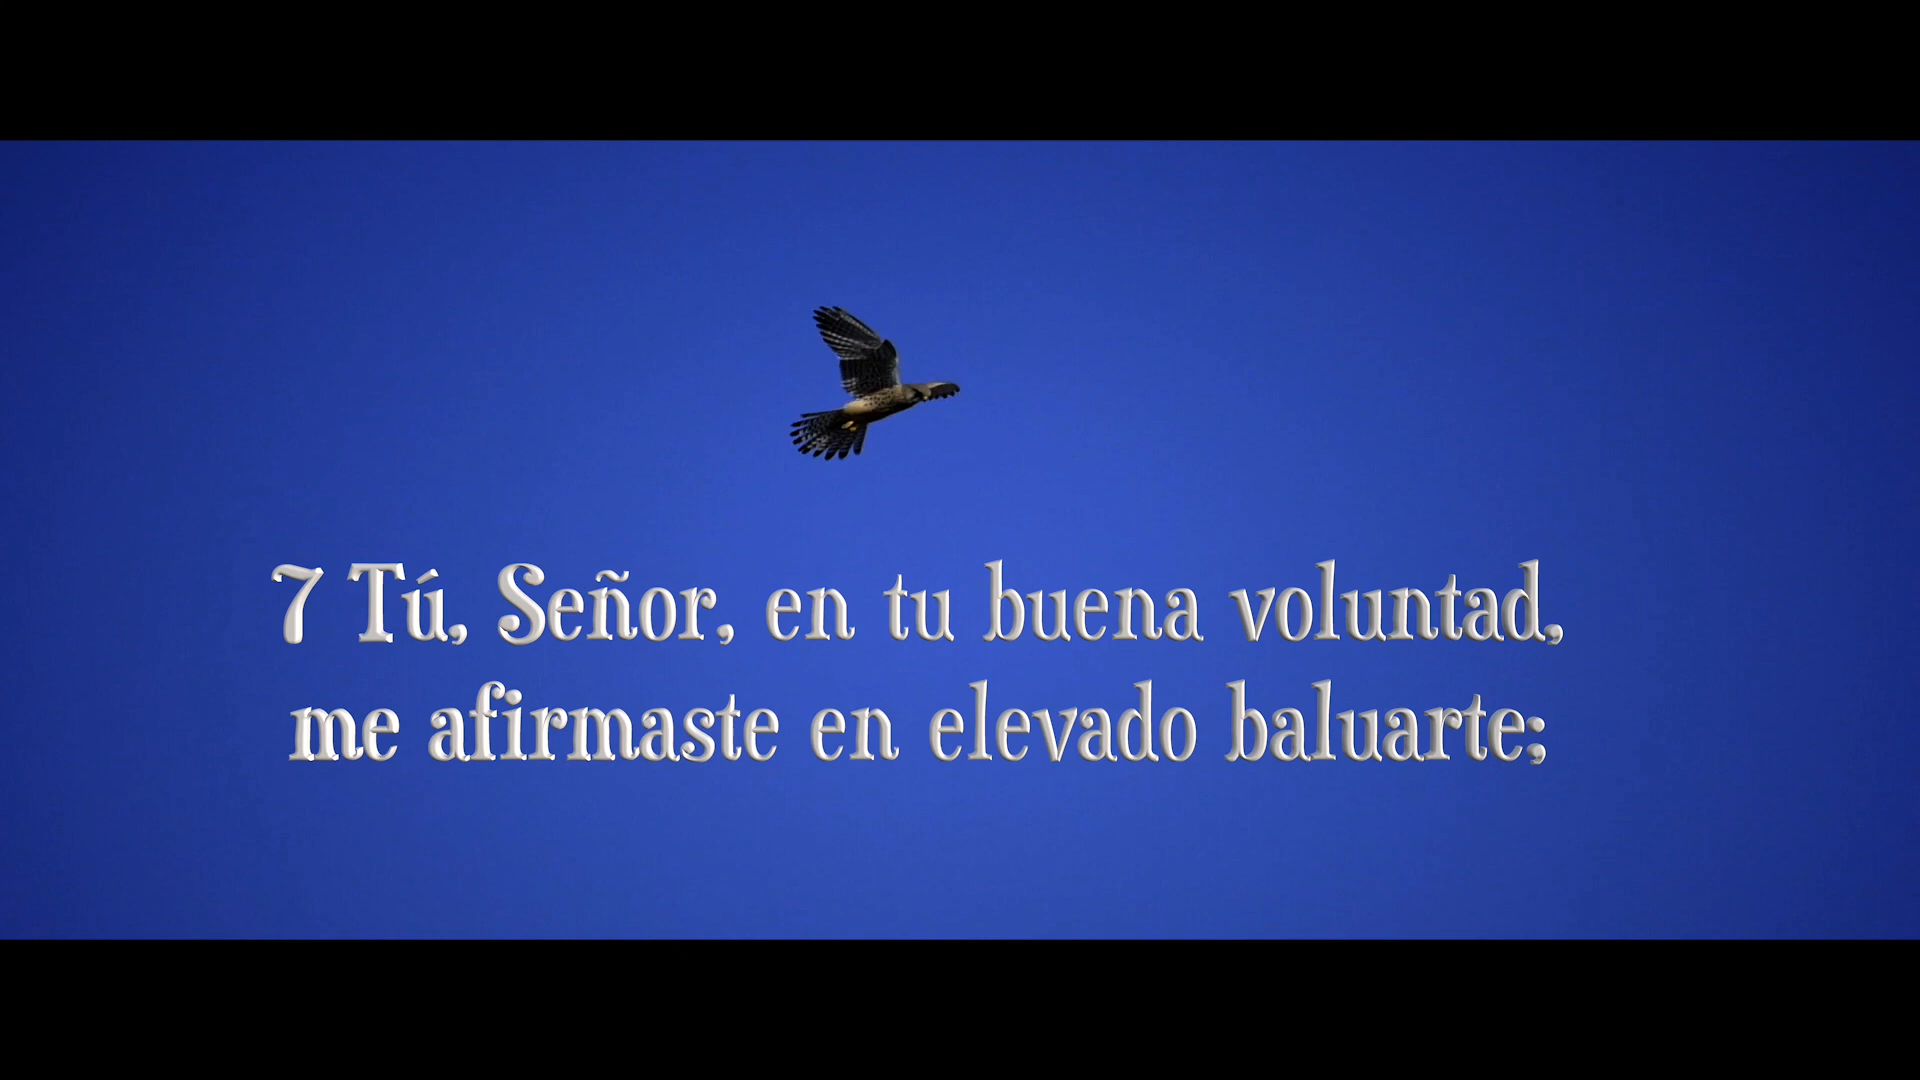 7 Tú, Señor, en tu buena voluntad,
me afirmaste en elevado baluarte;